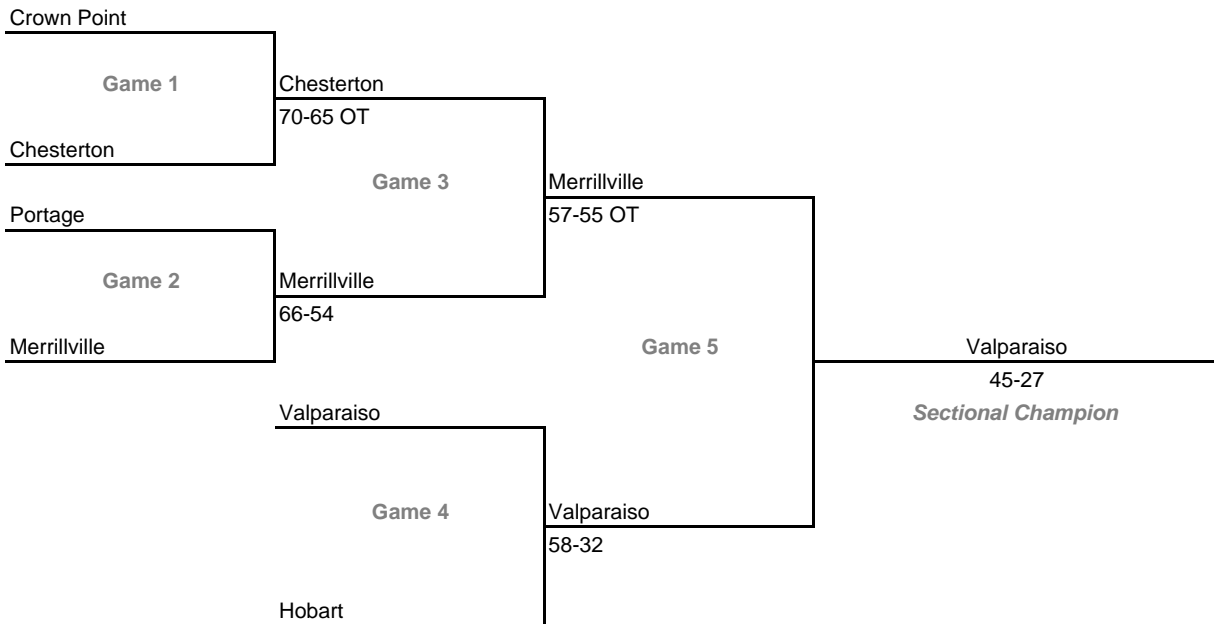 Crown Point
Game 1
Chesterton
70-65 OT
Chesterton
Game 3
Merrillville
57-55 OT
Portage
Game 2
Merrillville
66-54
Merrillville
Game 5
Valparaiso
45-27
Sectional Champion
Valparaiso
Game 4
Valparaiso
58-32
Hobart